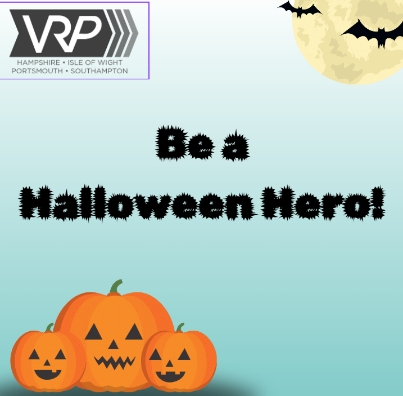 VRP
HAMPSHIRE • ISLE OF WIGHT
PORTSMOUTH • SOUTHAMPTON
Be a
Halloween Hero!